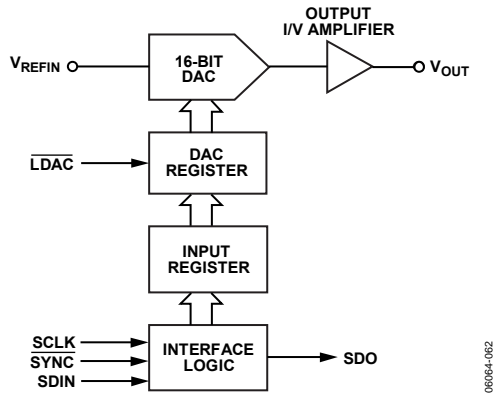 OUTPUT
I/V AMPLIFIER
VREFIN
16-BIT
DAC
VOUT
LDAC
DAC
REGISTER
INPUT
REGISTER
SCLK
SYNC
SDIN
INTERFACE
LOGIC
SDO
06064-062